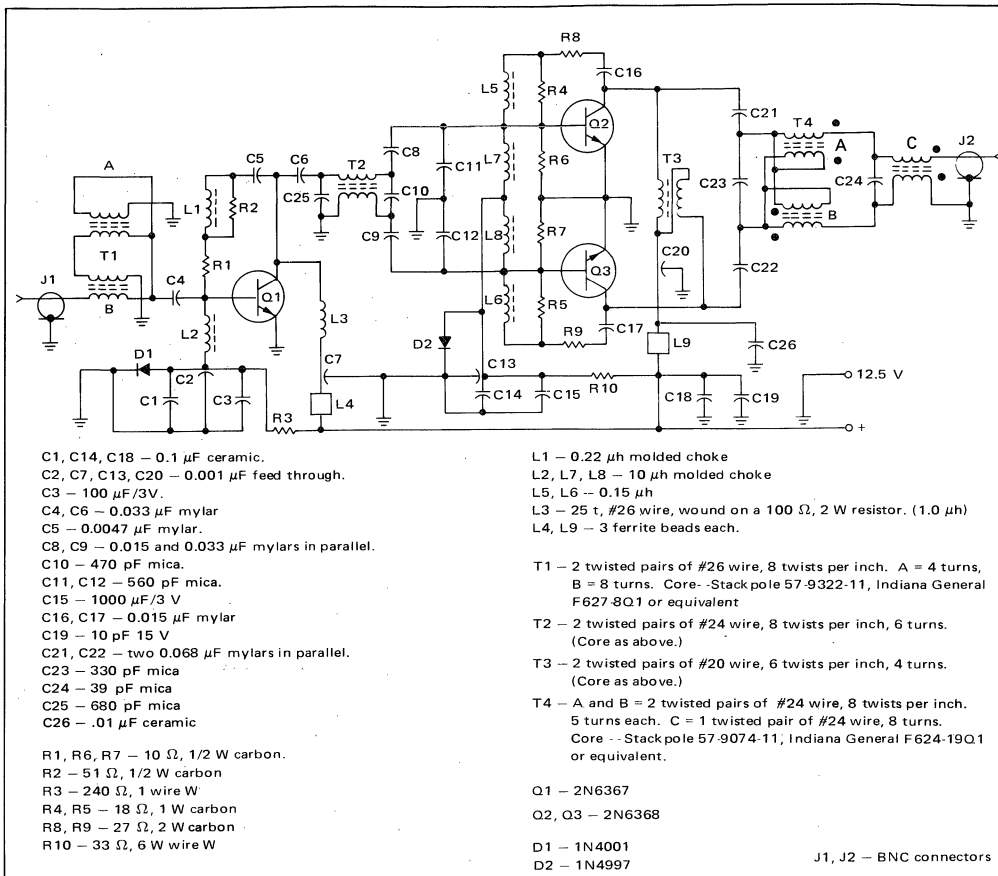 R8
C16
L5
R4
Q2
C21
T4
A
C
J2
C5
C6
T2
C8
C11
L7
R6
T3
C23
C24
A
L1
R2
C25
C10
C9
C12
L8
R7
B
T1
R1
C20
Q3
C22
J1
C4
Q1
L6
R5
B
L3
R9
C17
L2
D2
L9
C26
D1
C7
C13
C2
12.5 V
C1
C3
L4
C14
C15
R10
C18
C19
R3
+
C1, C14, C18 – 0.1 μF ceramic.
C2, C7, C13, C20 – 0.001 μF feed through.
C3 – 100 μF/3V.
C4, C6 – 0.033 μF mylar
C5 – 0.0047 μF mylar.
C8, C9 – 0.015 and 0.033 μF mylars in parallel.
C10 – 470 pF mica.
C11, C12 – 560 pF mica.
C15 – 1000 μF/3 V
C16, C17 – 0.015 μF mylar
C19 – 10 pF 15 V
C21, C22 – two 0.068 μF mylars in parallel.
C23 – 330 pF mica
C24 – 39 pF mica
C25 – 680 pF mica
C26 – .01 μF ceramic
R1, R6, R7 – 10 Ω, 1/2 W carbon.
R2 – 51 Ω, 1/2 W carbon
R3 – 240 Ω, 1 wire W
R4, R5 – 18 Ω, 1 W carbon
R8, R9 – 27 Ω, 2 W carbon
R10 – 33 Ω, 6 W wire W
L1 – 0.22 μh molded choke
L2, L7, L8 – 10 μh molded choke
L5, L6 -- 0.15 μh
L3 – 25 t, #26 wire, wound on a 100 Ω, 2 W resistor. (1.0 μh)
L4, L9 – 3 ferrite beads each.
T1 – 2 twisted pairs of #26 wire, 8 twists per inch. A = 4 turns,
B = 8 turns. Core--Stackpole 57-9322-11, Indiana General
F627-8Q1 or equivalent
T2 – 2 twisted pairs of #24 wire, 8 twists per inch, 6 turns.
(Core as above.)
T3 – 2 twisted pairs of #20 wire, 6 twists per inch, 4 turns.
(Core as above.)
T4 – A and B = 2 twisted pairs of #24 wire, 8 twists per inch.
5 turns each. C = 1 twisted pair of #24 wire, 8 turns.
Core --Stackpole 57-9074-11, Indiana General F624-19Q1
or equivalent.
Q1 – 2N6367
Q2, Q3 – 2N6368
D1 – 1N4001
D2 – 1N4997
J1, J2 – BNC connectors